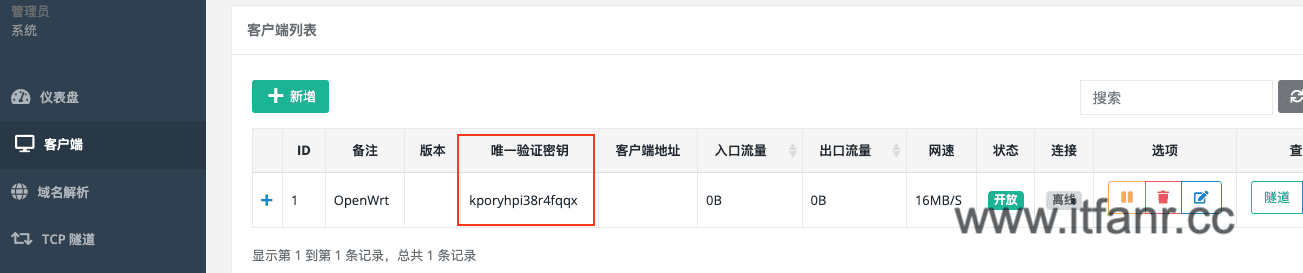 管理员
系统
仪表盘
客户端
域名解析
TCP 隧道
客户端列表
新增
搜索
ID 备注 版本 唯一验证密钥 客户端地址 入口流量 出口流量 网速 状态 连接 选项 查
1 OpenWrt kporyhpi38r4fqqx 0B 0B 16MB/S 开放 离线 隧道
www.itfanr.cc
显示第 1 到第 1 条记录，总共 1 条记录